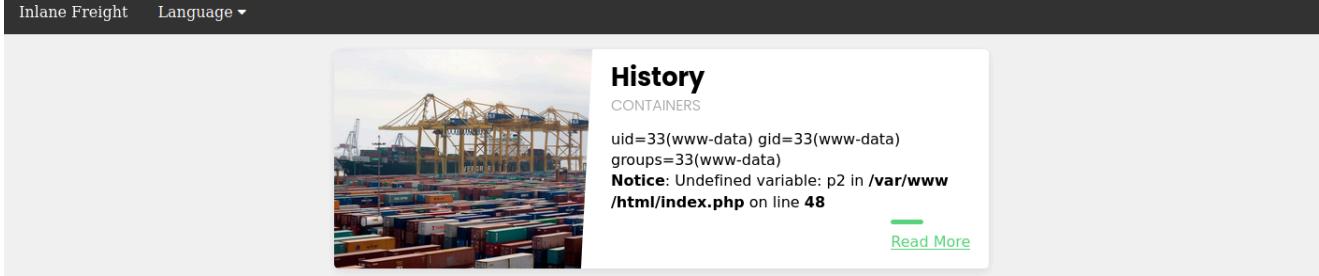 Inlane Freight Language
History
CONTAINERS
uid=33(www-data) gid=33(www-data)
groups=33(www-data)
Notice: Undefined variable: p2 in /var/www
/html/index.php on line 48
Read More